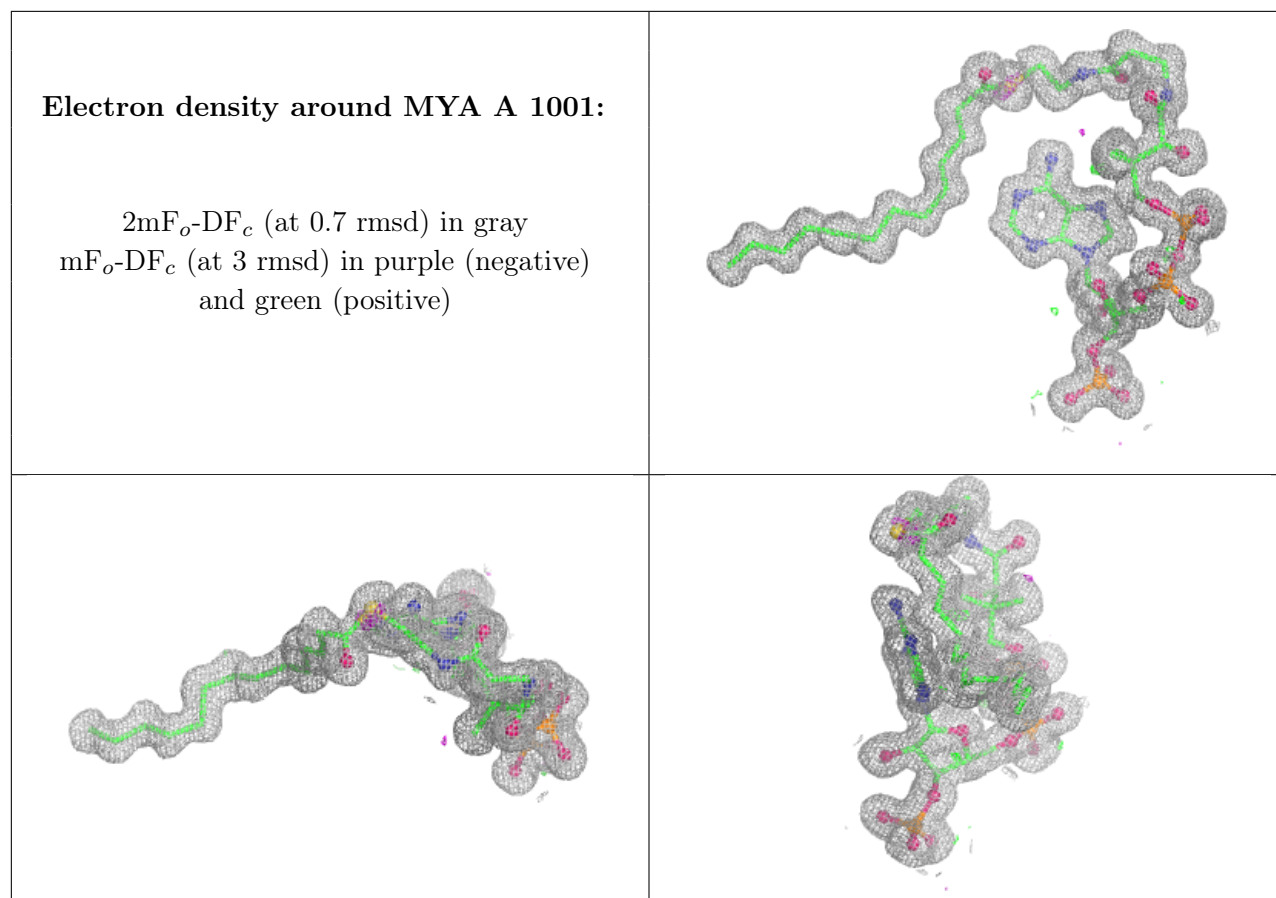 Electron density around MYA A 1001:
2mFo-DFc (at 0.7 rmsd) in gray
mFo-DFc (at 3 rmsd) in purple (negative)
and green (positive)